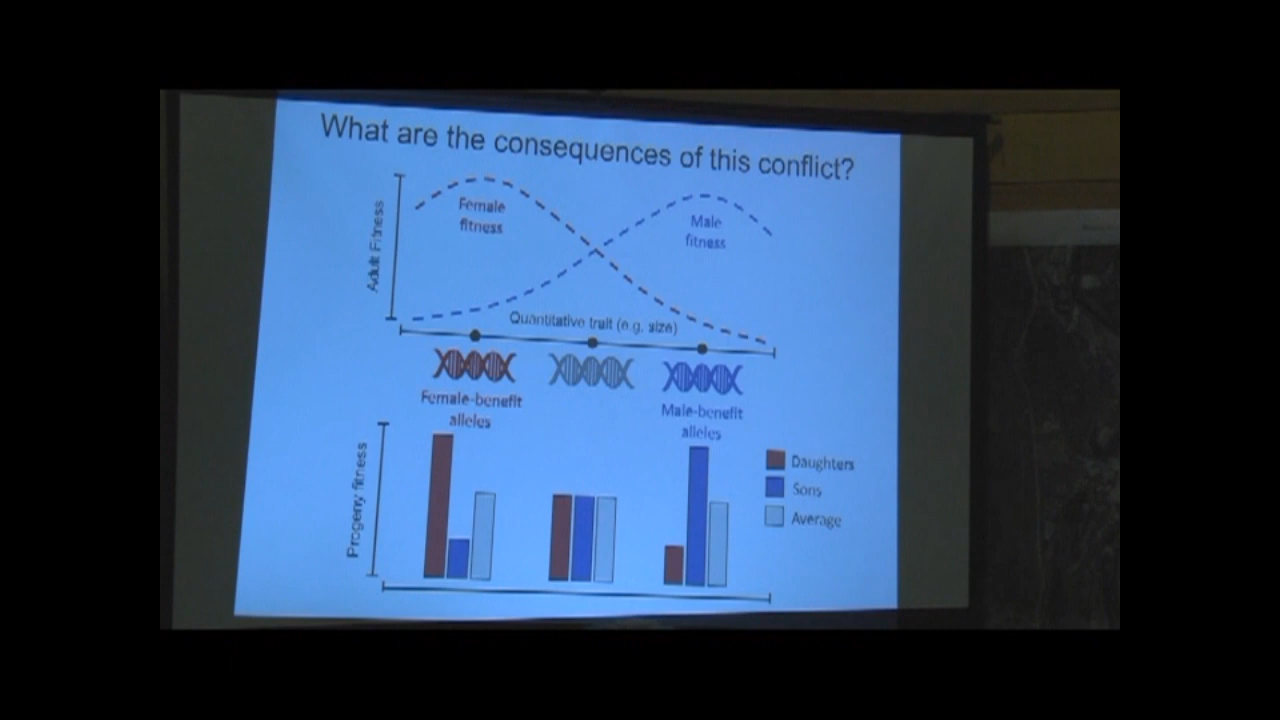 What are the consequences of this conflict?
Adult Fitness
Female
fitness
Male
fitness
Quantitative trait (e.g. size)
Female-benefit
alleles
Male-benefit
alleles
Progeny fitness
Daughters
Sons
Average